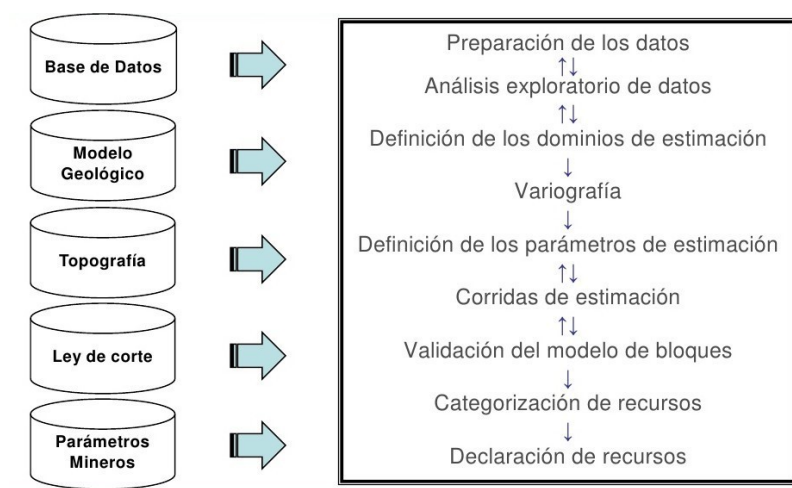 Base de Datos
Modelo
Geológico
Topografía
Ley de corte
Parámetros
Mineros
Preparación de los datos
↑↓
Análisis exploratorio de datos
↑↓
Definición de los dominios de estimación
↓
Variografía
↓
Definición de los parámetros de estimación
↑↓
Corridas de estimación
↑↓
Validación del modelo de bloques
↓
Categorización de recursos
↓
Declaración de recursos